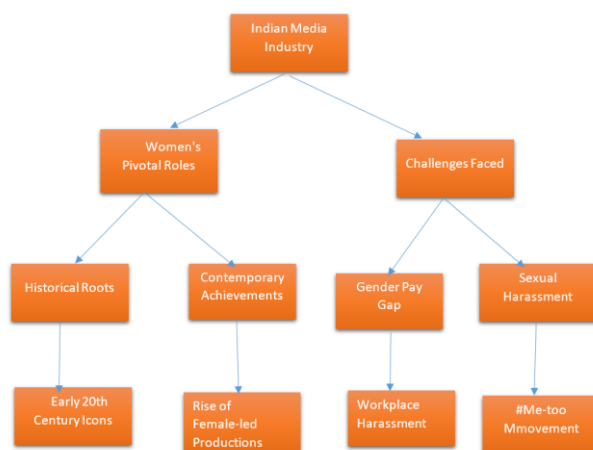 Indian Media
Industry
Women's
Pivotal Roles
Challenges Faced
Historical Roots
Contemporary
Achievements
Gender Pay
Gap
Sexual
Harassment
Early 20th
Century Icons
Rise of
Female-led
Productions
Workplace
Harassment
#Me-too
Mmovement